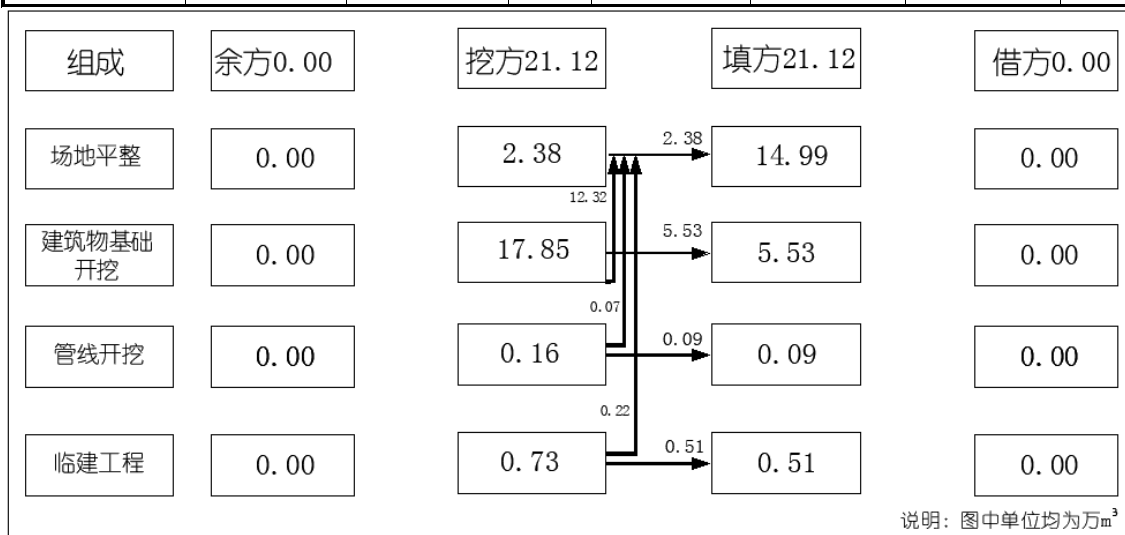 组成
余方0.00
挖方21.12
填方21.12
借方0.00
场地平整
0.00
2.38
2.38
14.99
0.00
12.32
建筑物基础
开挖
0.00
17.85
5.53
5.53
0.00
0.07
管线开挖
0.00
0.16
0.09
0.09
0.00
0.22
临建工程
0.00
0.73
0.51
0.51
0.00
说明：图中单位均为万m³